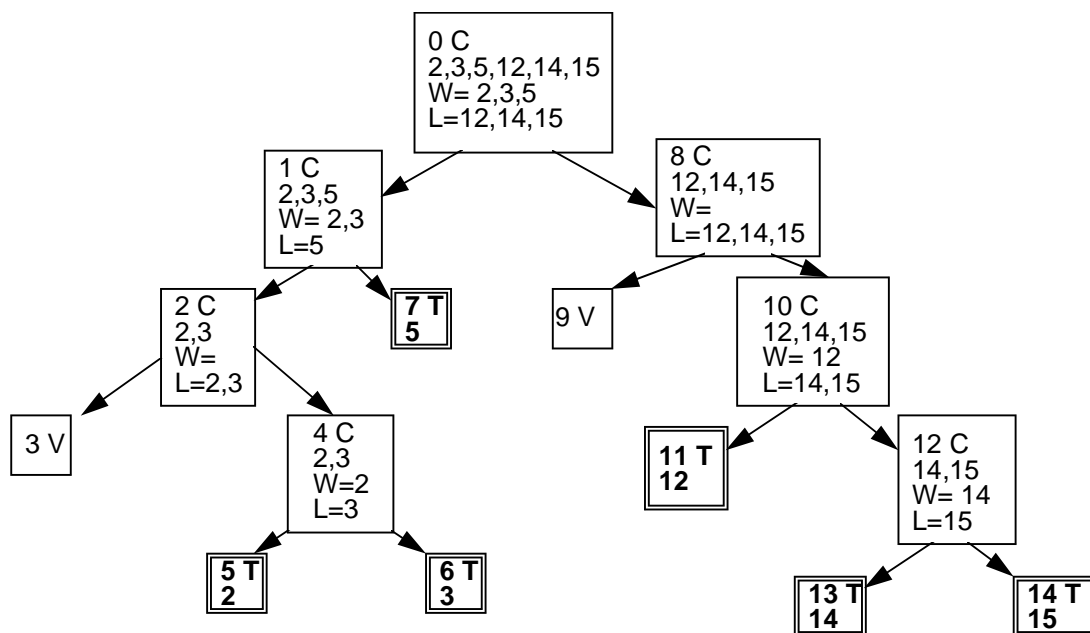 0 C
2,3,5,12,14,15
W= 2,3,5
L=12,14,15
1 C
2,3,5
W= 2,3
L=5
8 C
12,14,15
W=
L=12,14,15
2 C
2,3
W=
L=2,3
7 T
5
9 V
10 C
12,14,15
W= 12
L=14,15
3 V
4 C
2,3
W=2
L=3
11 T
12
12 C
14,15
W= 14
L=15
5 T
2
6 T
3
13 T
14
14 T
15